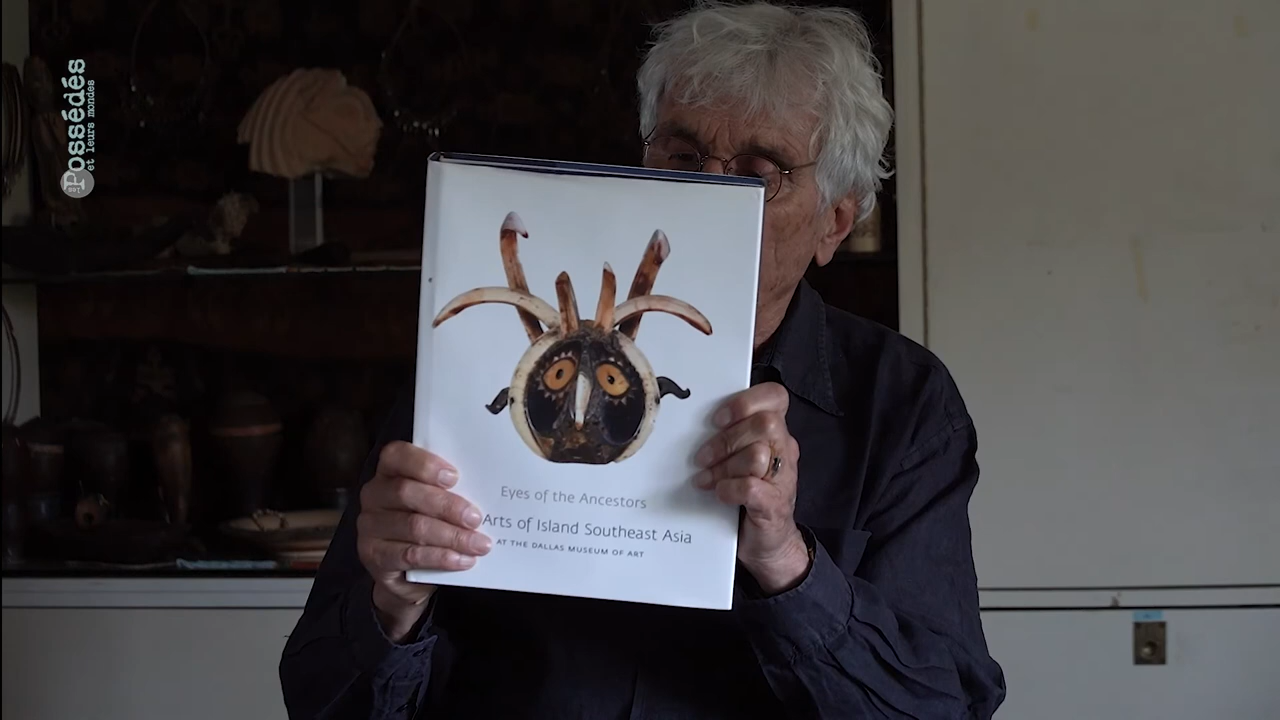 les Possédés
et leurs mondes
Eyes of the Ancestors
Arts of Island Southeast Asia
AT THE DALLAS MUSEUM OF ART